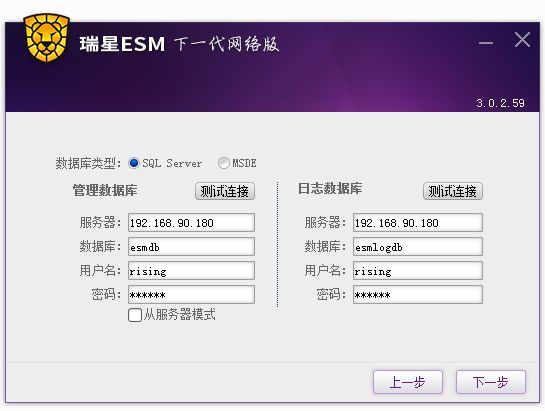 瑞星ESM 下一代网络版
3.0.2.59
数据库类型: SQL Server MSDE
管理数据库 测试连接 日志数据库 测试连接
服务器: 192.168.90.180 服务器: 192.168.90.180
数据库: esmdb 数据库: esmlogdb
用户名: rising 用户名: rising
密码: ****** 密码: ******
从服务器模式
上一步 下一步